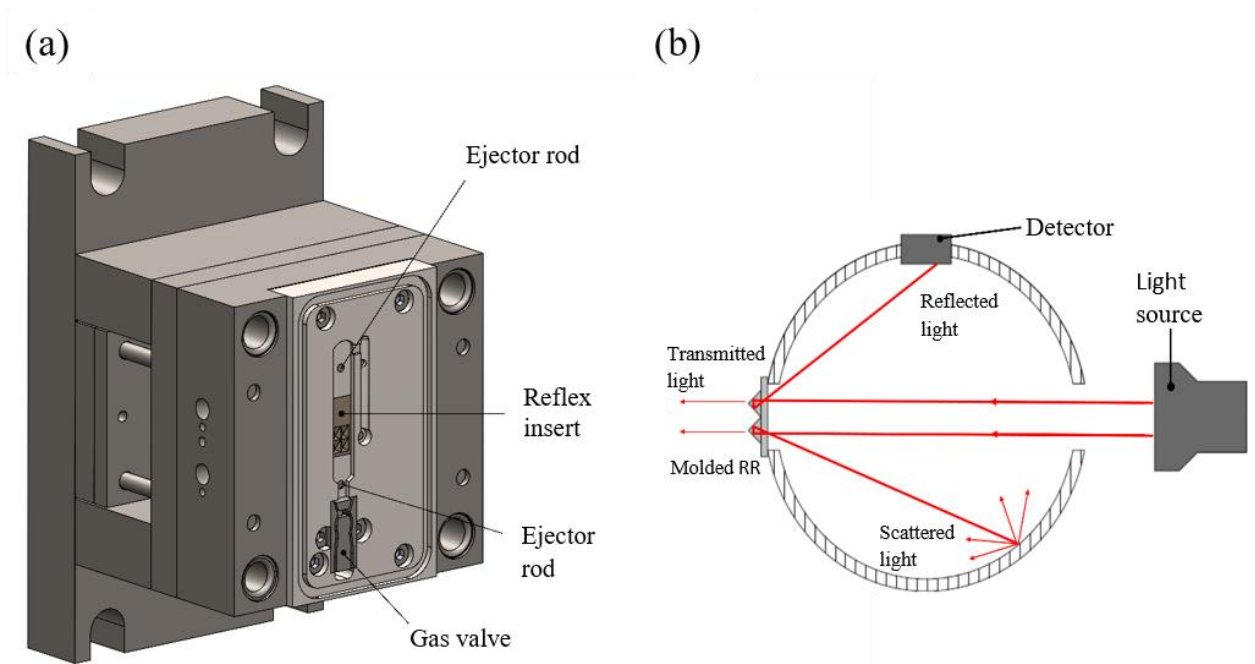 (a)
Ejector rod
Reflex
insert
Ejector
rod
Gas valve
(b)
Detector
Light
source
Reflected
light
Transmitted
light
Molded RR
Scattered
light